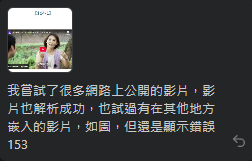 我嘗試了很多網路上公開的影片，影
片也解析成功，也試過有在其他地方
嵌入的影片，如圖，但還是顯示錯誤
153